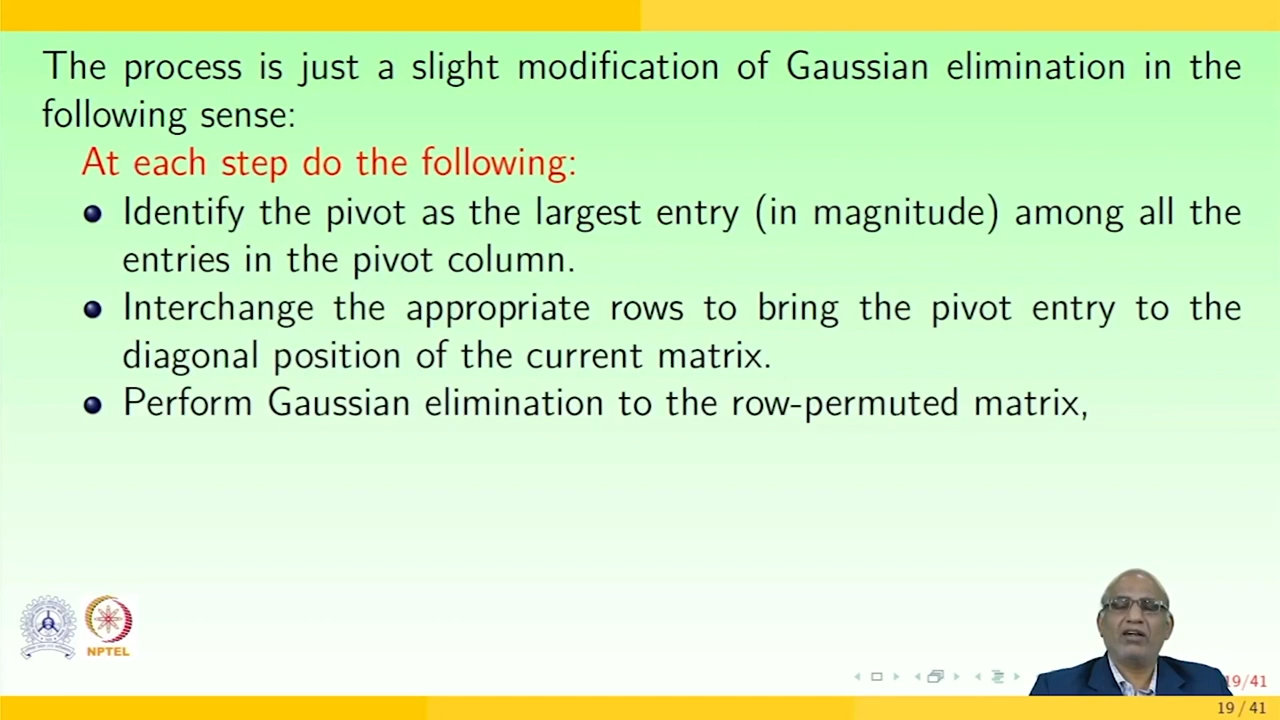 The process is just a slight modification of Gaussian elimination in the
following sense:
At each step do the following:
Identify the pivot as the largest entry (in magnitude) among all the
entries in the pivot column.
Interchange the appropriate rows to bring the pivot entry to the
diagonal position of the current matrix.
Perform Gaussian elimination to the row-permuted matrix,
NPTEL
19/41
19 / 41